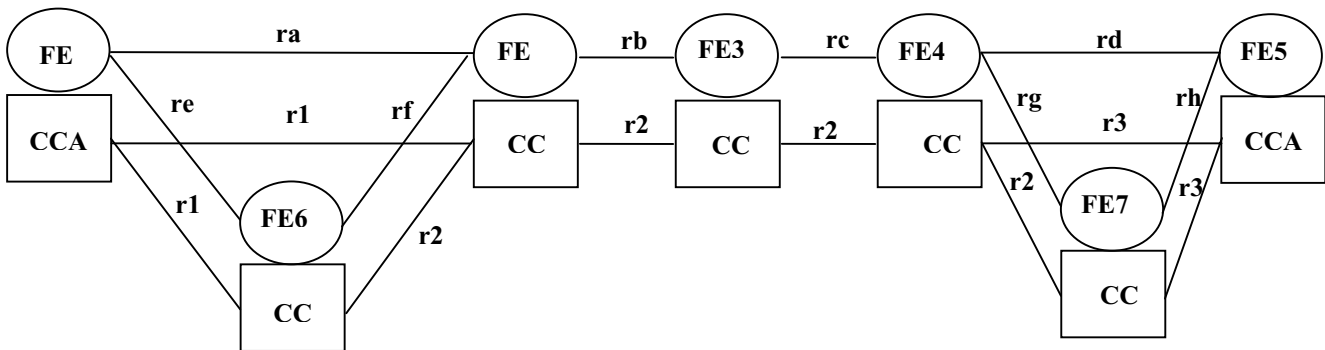 FE ra FE rb FE3 rc FE4 rd FE5
re rf rg rh
r1 r2 r2 r3
CCA CC CC CC CCA
r1 FE6 r2 r2 FE7 r3
CC CC